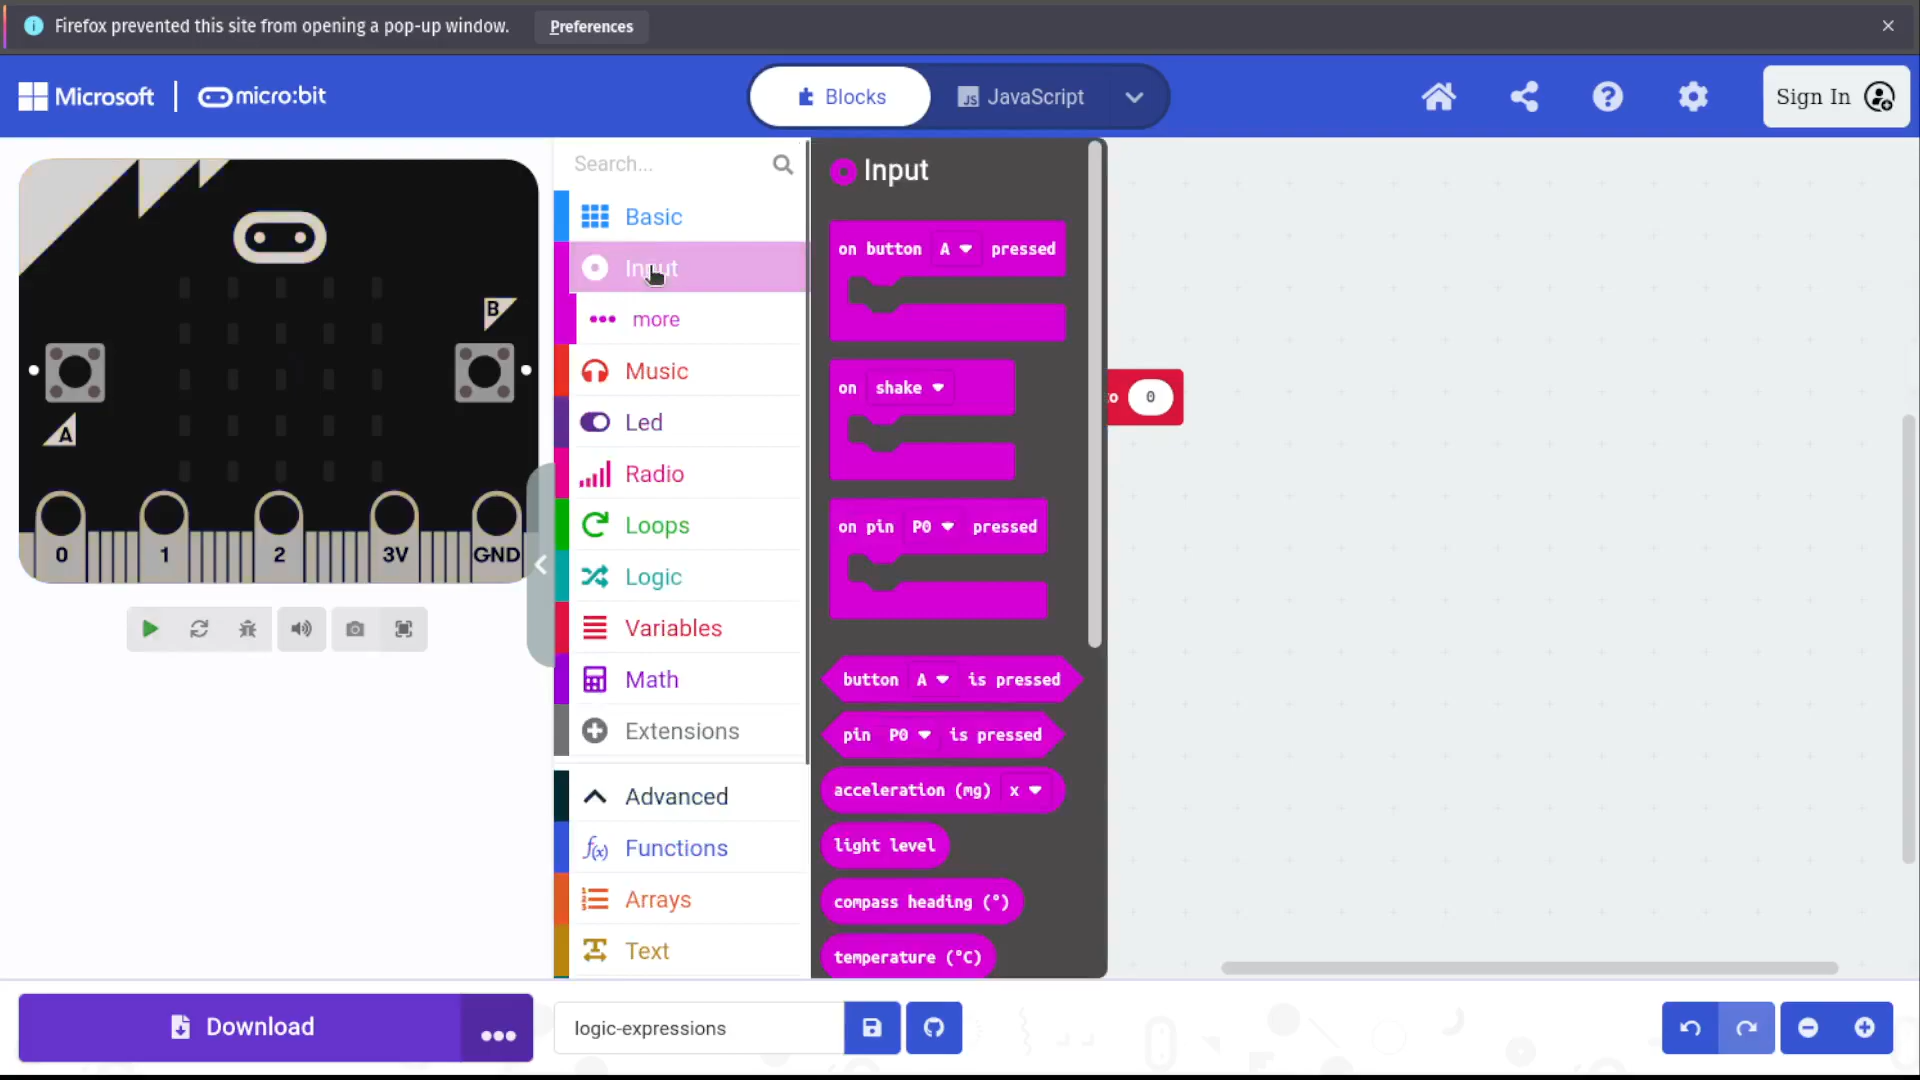 Firefox prevented this site from opening a pop-up window. Preferences
Microsoft | micro:bit
Blocks
JavaScript
Sign In
Search...
Basic
Input
more
Music
Led
Radio
Loops
Logic
Variables
Math
Extensions
Advanced
Functions
Arrays
Text
Input
on button A pressed
on shake
on pin P0 pressed
button A is pressed
pin P0 is pressed
acceleration (mg) x
light level
compass heading (°)
temperature (°C)
0
B
A
0 1 2 3V GND
Download
logic-expressions